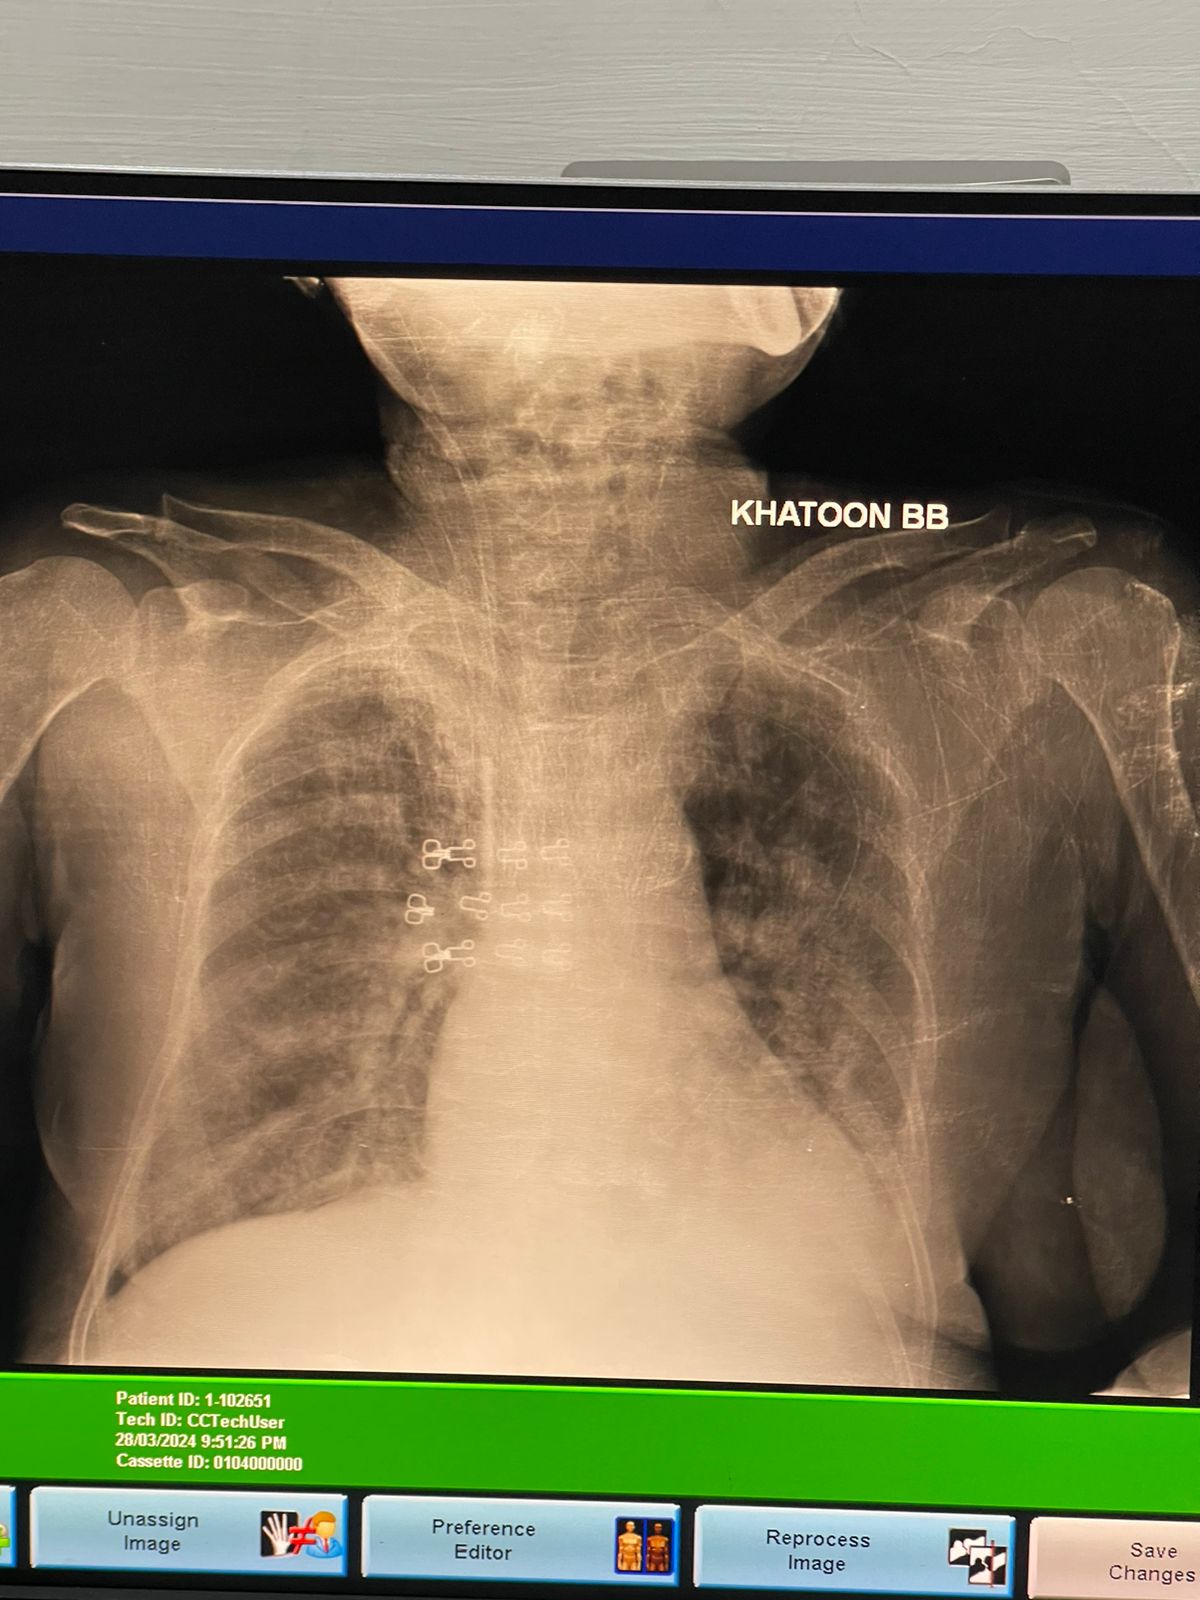 KHATOON BB
Patient ID: 1-102651
Tech ID: CCTechUser
28/03/2024 9:51:26 PM
Cassette ID: 0104000000
Unassign
Image
Preference
Editor
Reprocess
Image
Save
Changes